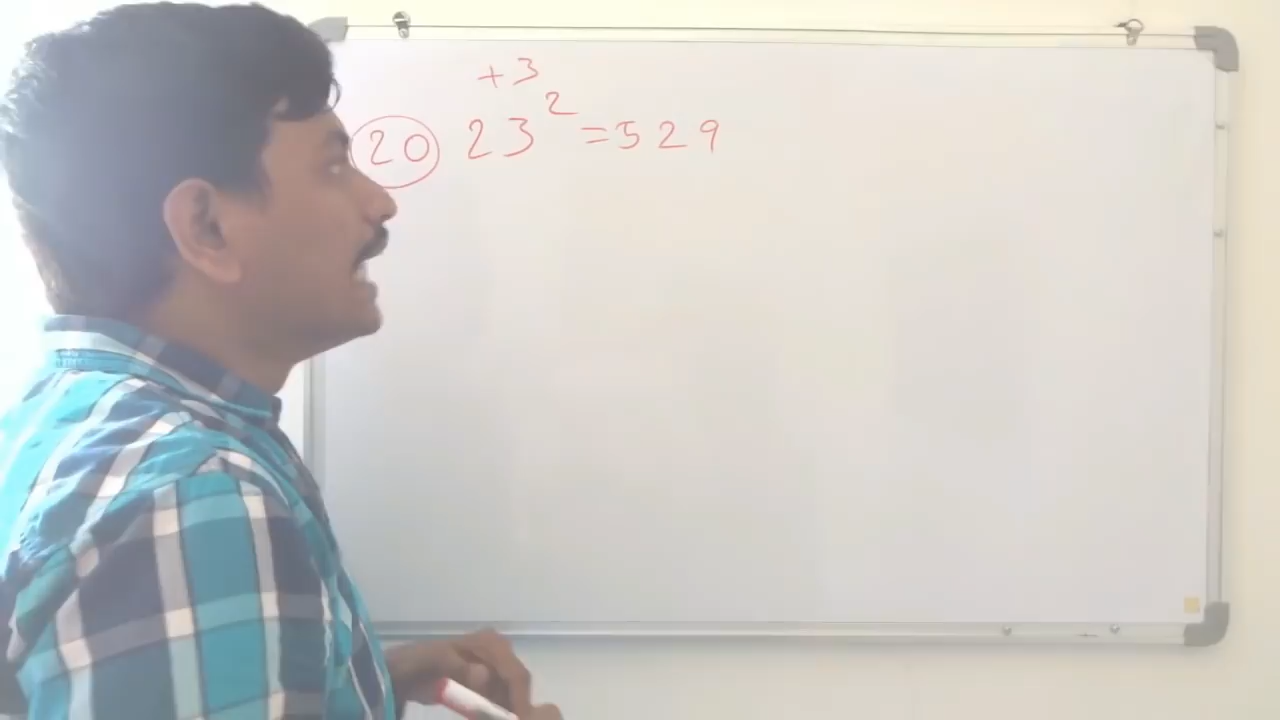 +3
20 23² = 529